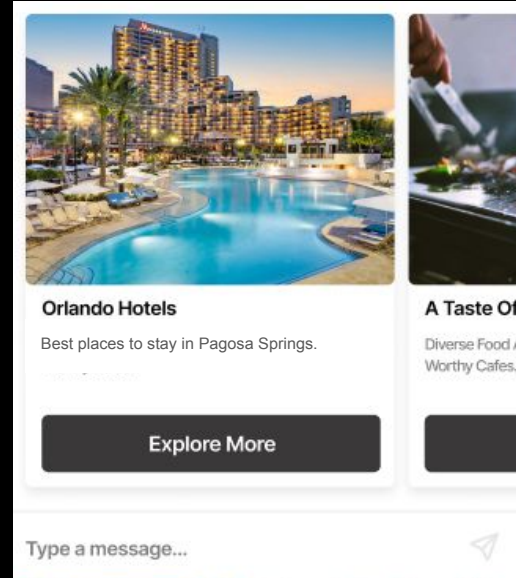 Marriott
Orlando Hotels
Best places to stay in Pagosa Springs.
Explore More
A Taste Of
Diverse Food
Worthy Cafes.
Type a message...